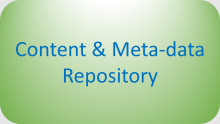 Content & Meta-data
Repository